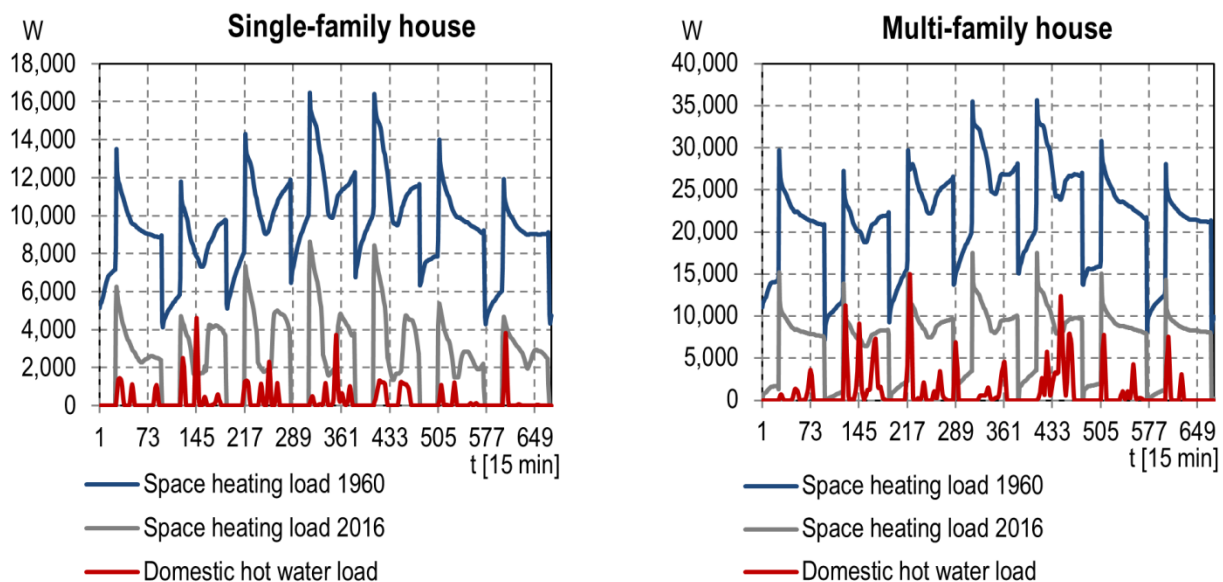 Single-family house
W
18,000
16,000
14,000
12,000
10,000
8,000
6,000
4,000
2,000
0
1 73 145 217 289 361 433 505 577 649
t [15 min]
Space heating load 1960
Space heating load 2016
Domestic hot water load
Multi-family house
W
40,000
35,000
30,000
25,000
20,000
15,000
10,000
5,000
0
1 73 145 217 289 361 433 505 577 649
t [15 min]
Space heating load 1960
Space heating load 2016
Domestic hot water load